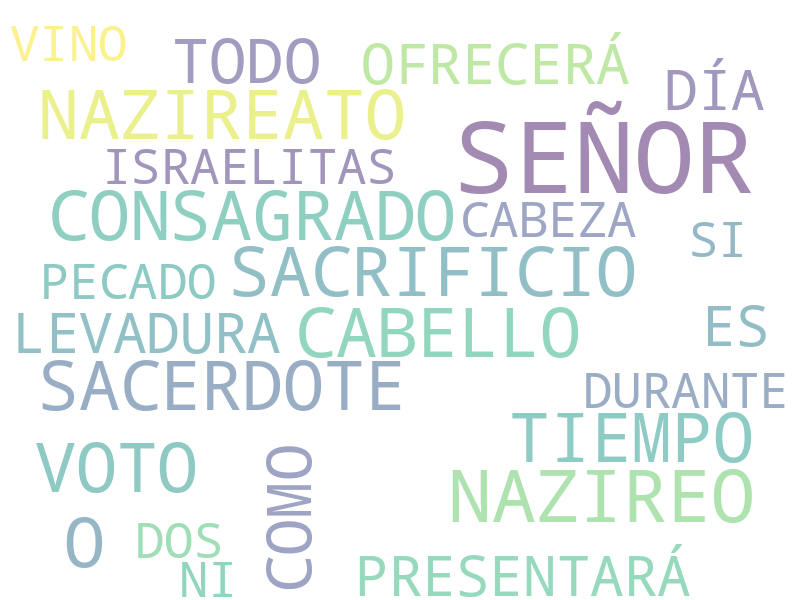 VINO
TODO
OFRECERÁ
DÍA
NAZIREATO
SEÑOR
ISRAELITAS
CONSAGRADO
CABEZA
SI
PECADO
SACRIFICIO
LEVADURA
CABELLO
ES
SACERDOTE
DURANTE
TIEMPO
VOTO
COMO
NAZIREO
O
DOS
NI
PRESENTARÁ